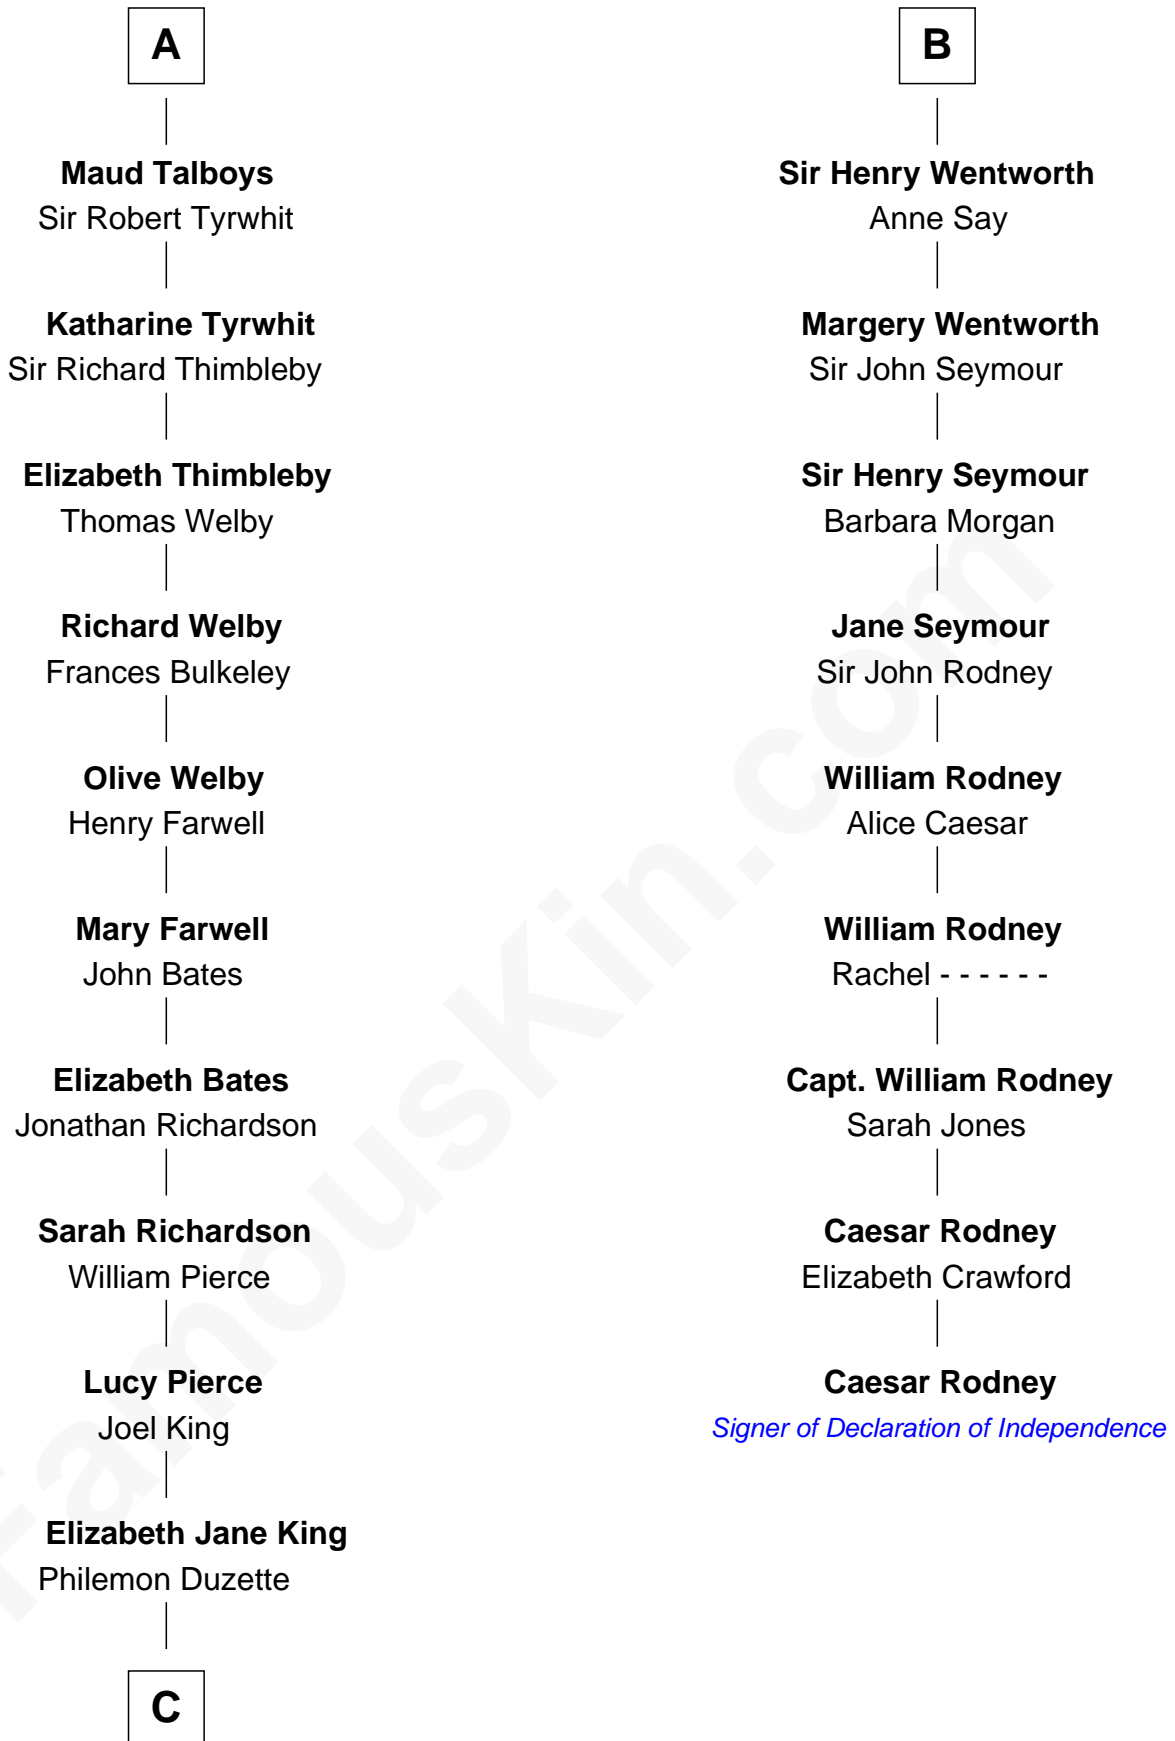 A
Maud Talboys
Sir Robert Tyrwhit
Katharine Tyrwhit
Sir Richard Thimbleby
Elizabeth Thimbleby
Thomas Welby
Richard Welby
Frances Bulkeley
Olive Welby
Henry Farwell
Mary Farwell
John Bates
Elizabeth Bates
Jonathan Richardson
Sarah Richardson
William Pierce
Lucy Pierce
Joel King
Elizabeth Jane King
Philemon Duzette
C
B
Sir Henry Wentworth
Anne Say
Margery Wentworth
Sir John Seymour
Sir Henry Seymour
Barbara Morgan
Jane Seymour
Sir John Rodney
William Rodney
Alice Caesar
William Rodney
Rachel - - - - - -
Capt. William Rodney
Sarah Jones
Caesar Rodney
Elizabeth Crawford
Caesar Rodney
Signer of Declaration of Independence
FamousKin.com